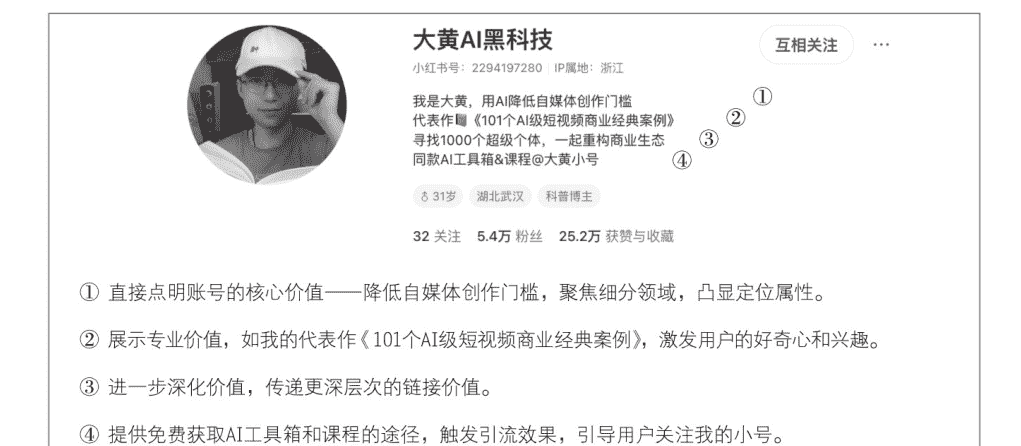 大黄AI黑科技
互相关注 ...
小红书号：2294197280 IP属地：浙江
我是大黄，用AI降低自媒体创作门槛 ①
代表作《101个AI级短视频商业经典案例》 ②
寻找1000个超级个体，一起重构商业生态 ③
同款AI工具箱&课程@大黄小号 ④
31岁 湖北武汉 科普博主
32 关注 5.4万 粉丝 25.2万 获赞与收藏
① 直接点明账号的核心价值——降低自媒体创作门槛，聚焦细分领域，凸显定位属性。
② 展示专业价值，如我的代表作《101个AI级短视频商业经典案例》，激发用户的好奇心和兴趣。
③ 进一步深化价值，传递更深层次的链接价值。
④ 提供免费获取AI工具箱和课程的途径，触发引流效果，引导用户关注我的小号。